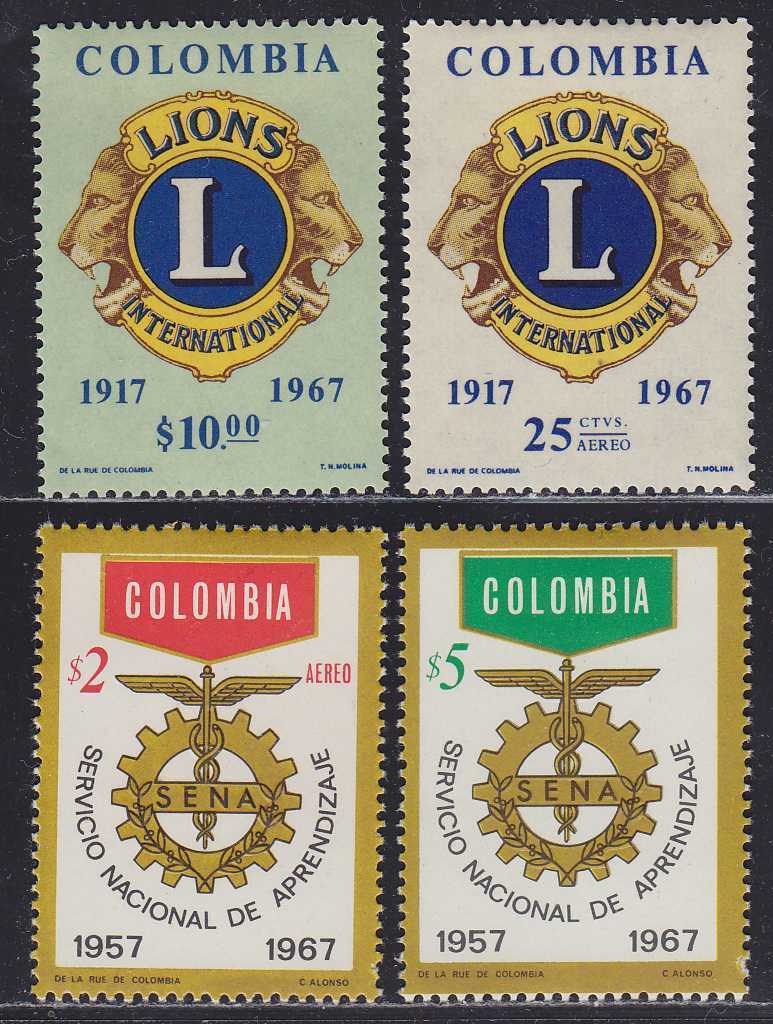 COLOMBIA
LIONS
L
INTERNATIONAL
1917 1967
$10.00
DE LA RUE DE COLOMBIA T. N. MOLINA
COLOMBIA
LIONS
L
INTERNATIONAL
1917 1967
25 CTVS.
AEREO
DE LA RUE DE COLOMBIA T. N. MOLINA
COLOMBIA
$2 AEREO
SENA
SERVICIO NACIONAL DE APRENDIZAJE
1957 1967
DE LA RUE DE COLOMBIA C ALONSO
COLOMBIA
$5
SENA
SERVICIO NACIONAL DE APRENDIZAJE
1957 1967
DE LA RUE DE COLOMBIA C ALONSO